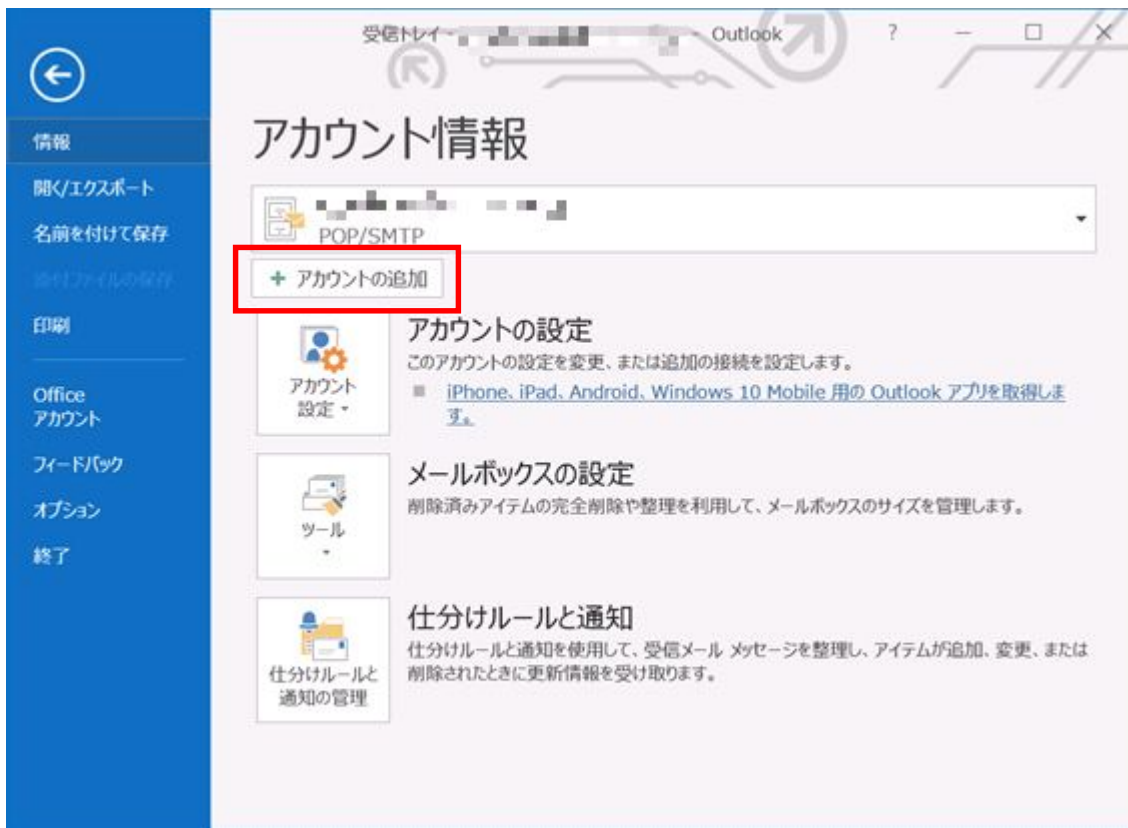 受信トレイ - - Outlook
?
情報
開く/エクスポート
名前を付けて保存
添付ファイルの保存
印刷
Office
アカウント
フィードバック
オプション
終了
アカウント情報
POP/SMTP
+ アカウントの追加
アカウント
設定
アカウントの設定
このアカウントの設定を変更、または追加の接続を設定します。
iPhone、iPad、Android、Windows 10 Mobile 用の Outlook アプリを取得しま
す。
ツール
メールボックスの設定
削除済みアイテムの完全削除や整理を利用して、メールボックスのサイズを管理します。
仕分けルールと
通知の管理
仕分けルールと通知
仕分けルールと通知を使用して、受信メール メッセージを整理し、アイテムが追加、変更、または
削除されたときに更新情報を受け取ります。